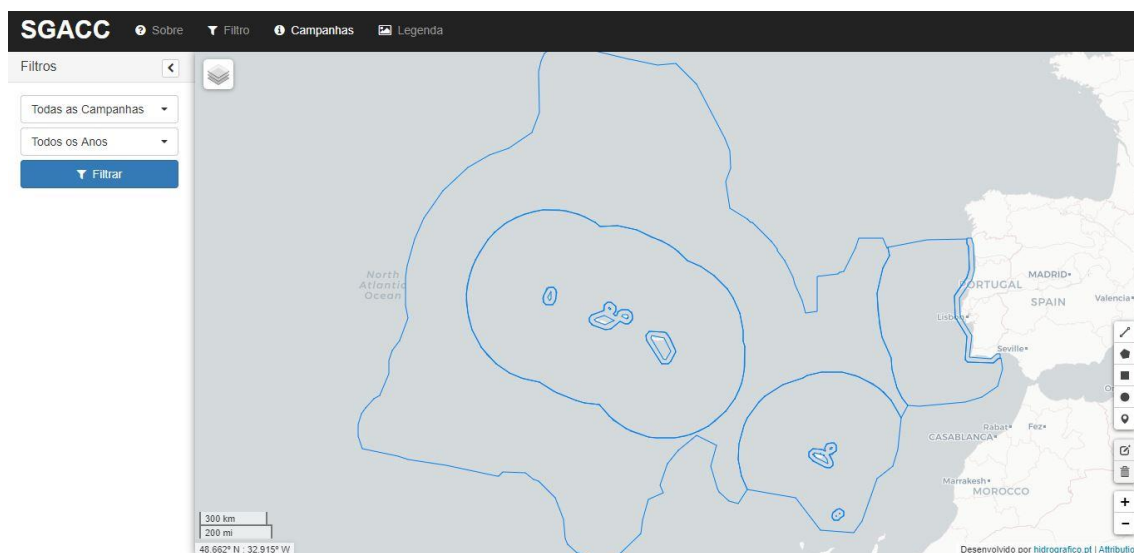 SGACC Sobre Filtro Campanhas Legenda
Filtros
Todas as Campanhas
Todos os Anos
Filtrar
North
Atlantic
Ocean
PORTUGAL
MADRID
SPAIN
Valencia
Lisbon
Seville
Rabat
Fez
CASABLANCA
Marrakesh
MOROCCO
300 km
200 mi
48.662° N : 32.915° W
+
−
Desenvolvido por hidrografico.pt | Attributio